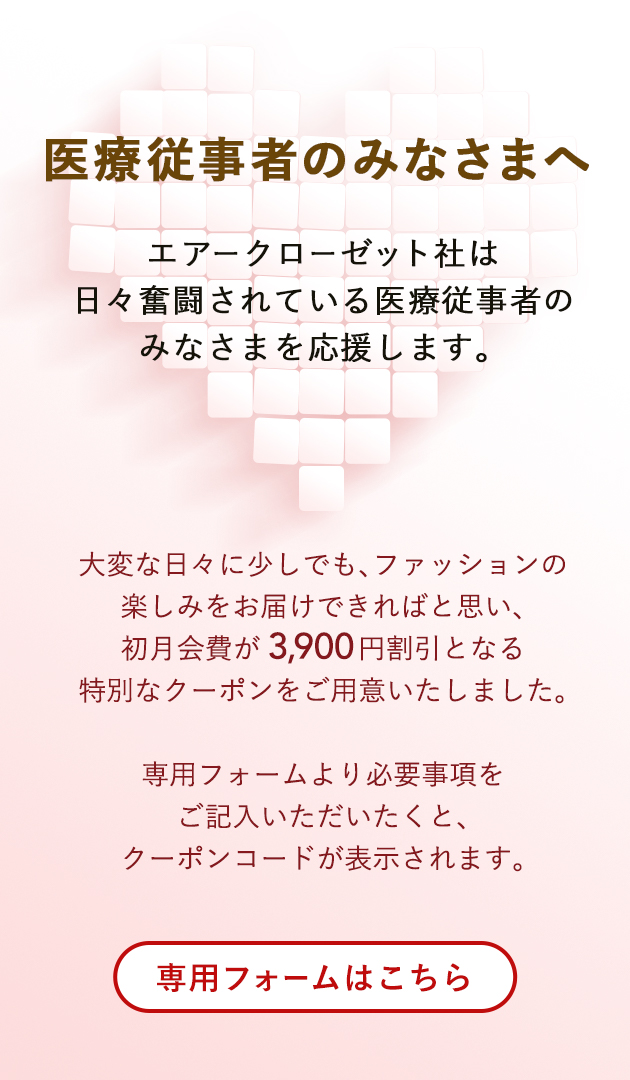 医療従事者のみなさまへ
エアークローゼット社は
日々奮闘されている医療従事者の
みなさまを応援します。
大変な日々に少しでも、ファッションの
楽しみをお届けできればと思い、
初月会費が 3,900 円割引となる
特別なクーポンをご用意いたしました。
専用フォームより必要事項を
ご記入いただいたくと、
クーポンコードが表示されます。
専用フォームはこちら